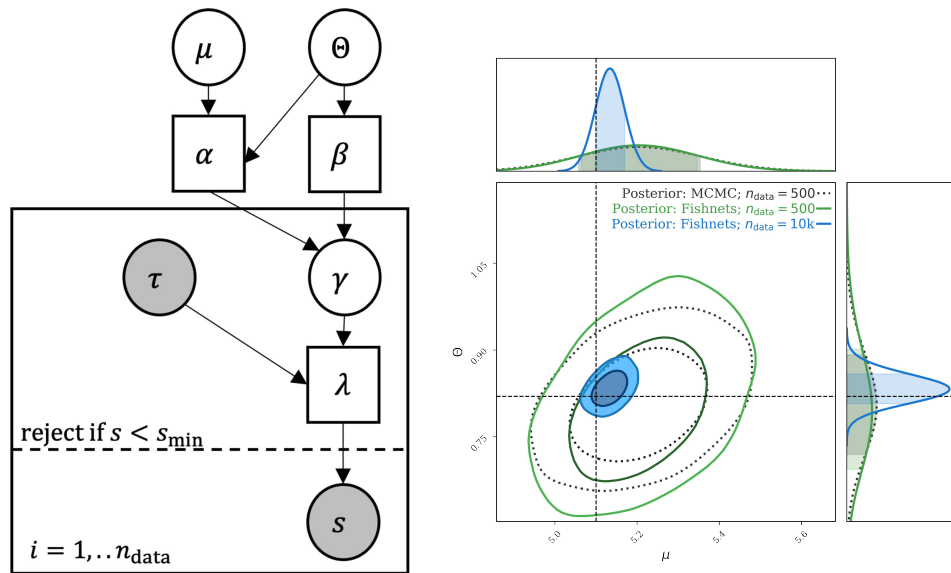 μ
Θ
α
β
τ
γ
λ
reject if s < s_min
s
i = 1,.. n_data
Posterior: MCMC; n_data = 500
Posterior: Fishnets; n_data = 500
Posterior: Fishnets; n_data = 10k
1.05
0.90
0.75
Θ
5.0
5.2
5.4
5.6
μ